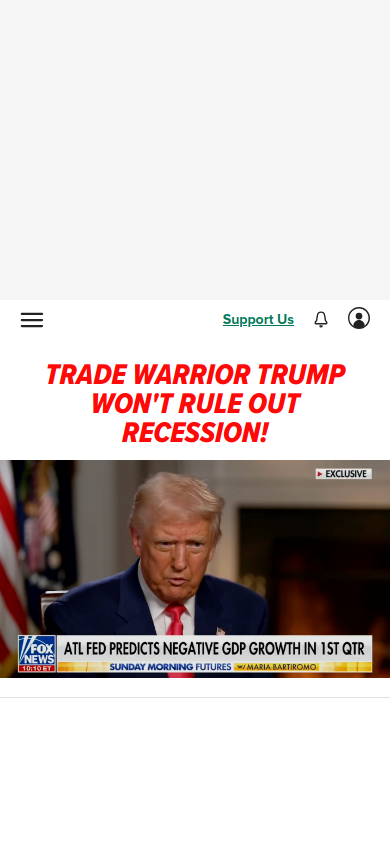 Support Us
TRADE WARRIOR TRUMP
WON'T RULE OUT
RECESSION!
EXCLUSIVE
FOX
NEWS
10:10 ET
ATL FED PREDICTS NEGATIVE GDP GROWTH IN 1ST QTR
SUNDAY MORNING FUTURES W/ MARIA BARTIROMO